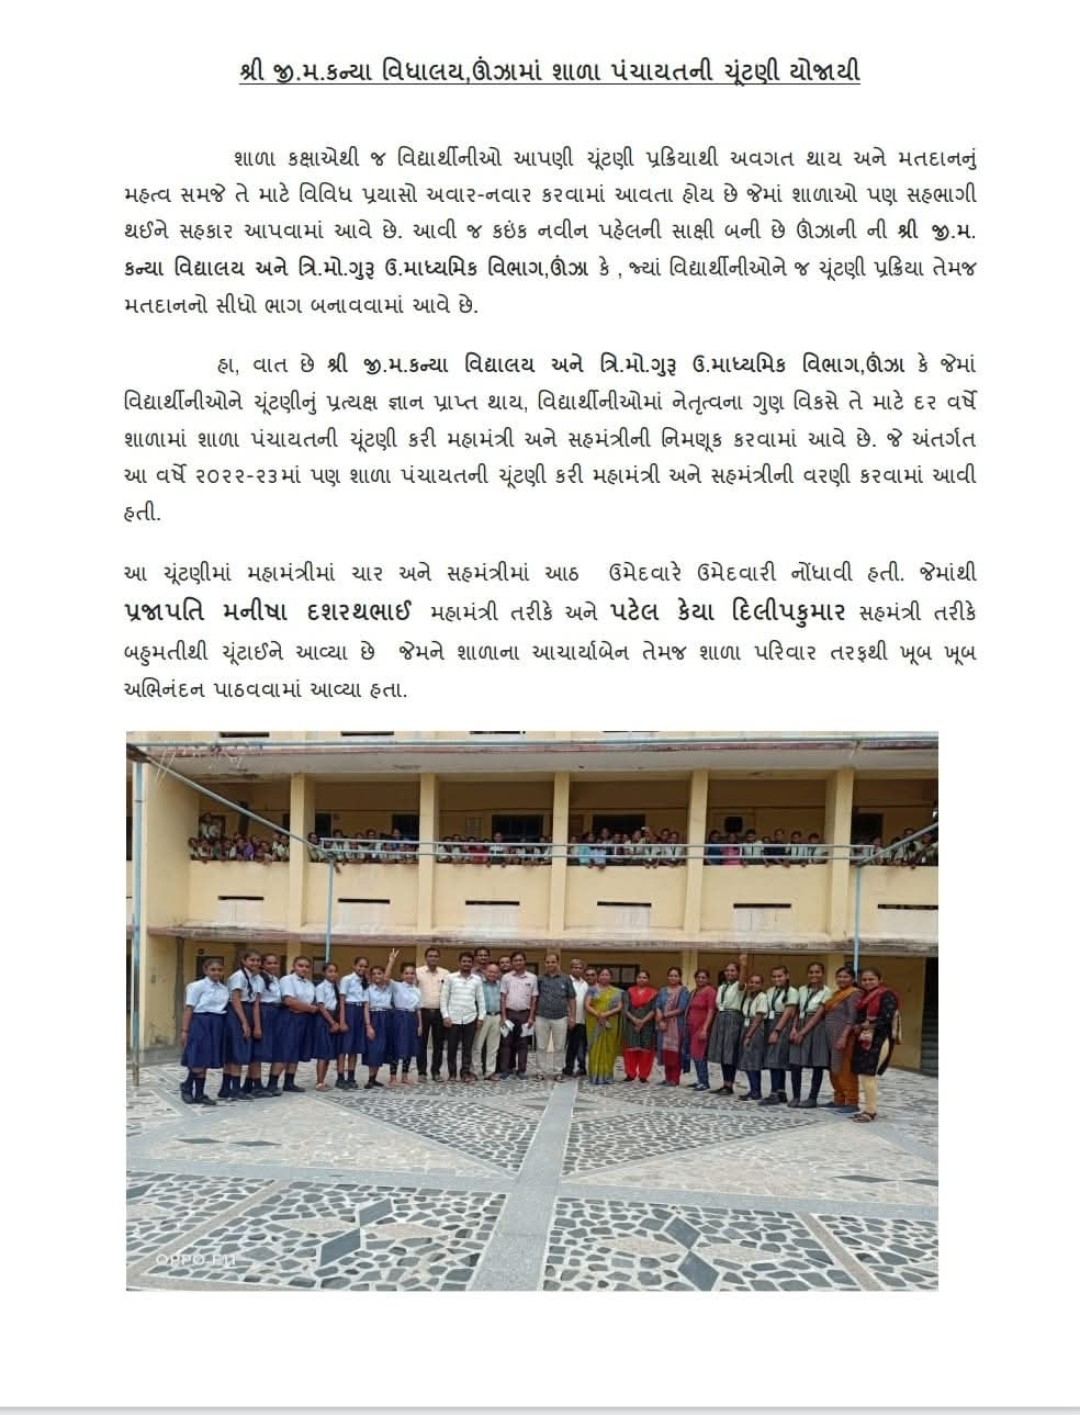 શ્રી જી.મ.કન્યા વિધાલય,ઊંઝામાં શાળા પંચાયતની ચૂંટણી યોજાયી
શાળા કક્ષાએથી જ વિદ્યાર્થીનીઓ આપણી ચૂંટણી પ્રક્રિયાથી અવગત થાય અને મતદાનનું
મહત્વ સમજે તે માટે વિવિધ પ્રયાસો અવાર-નવાર કરવામાં આવતા હોય છે જેમાં શાળાઓ પણ સહભાગી
થઈને સહકાર આપવામાં આવે છે. આવી જ કઇંક નવીન પહેલની સાક્ષી બની છે ઊંઝાની ની શ્રી જી.મ.
કન્યા વિદ્યાલય અને ત્રિ.મો.ગુરૂ ઉ.માધ્યમિક વિભાગ,ઊંઝા કે , જ્યાં વિદ્યાર્થીનીઓને જ ચૂંટણી પ્રક્રિયા તેમજ
મતદાનનો સીધો ભાગ બનાવવામાં આવે છે.
હા, વાત છે શ્રી જી.મ.કન્યા વિદ્યાલય અને ત્રિ.મો.ગુરૂ ઉ.માધ્યમિક વિભાગ,ઊંઝા કે જેમાં
વિદ્યાર્થીનીઓને ચૂંટણીનું પ્રત્યક્ષ જ્ઞાન પ્રાપ્ત થાય, વિદ્યાર્થીનીઓમાં નેતૃત્વના ગુણ વિકસે તે માટે દર વર્ષે
શાળામાં શાળા પંચાયતની ચૂંટણી કરી મહામંત્રી અને સહમંત્રીની નિમણૂક કરવામાં આવે છે. જે અંતર્ગત
આ વર્ષે ૨૦૨૨-૨૩માં પણ શાળા પંચાયતની ચૂંટણી કરી મહામંત્રી અને સહમંત્રીની વરણી કરવામાં આવી
હતી.
આ ચૂંટણીમાં મહામંત્રીમાં ચાર અને સહમંત્રીમાં આઠ ઉમેદવારે ઉમેદવારી નોંધાવી હતી. જેમાંથી
પ્રજાપતિ મનીષા દશરથભાઈ મહામંત્રી તરીકે અને પટેલ કેયા દિલીપકુમાર સહમંત્રી તરીકે
બહુમતીથી ચૂંટાઈને આવ્યા છે જેમને શાળાના આચાર્યાબેન તેમજ શાળા પરિવાર તરફથી ખૂબ ખૂબ
અભિનંદન પાઠવવામાં આવ્યા હતા.
OPPO F11